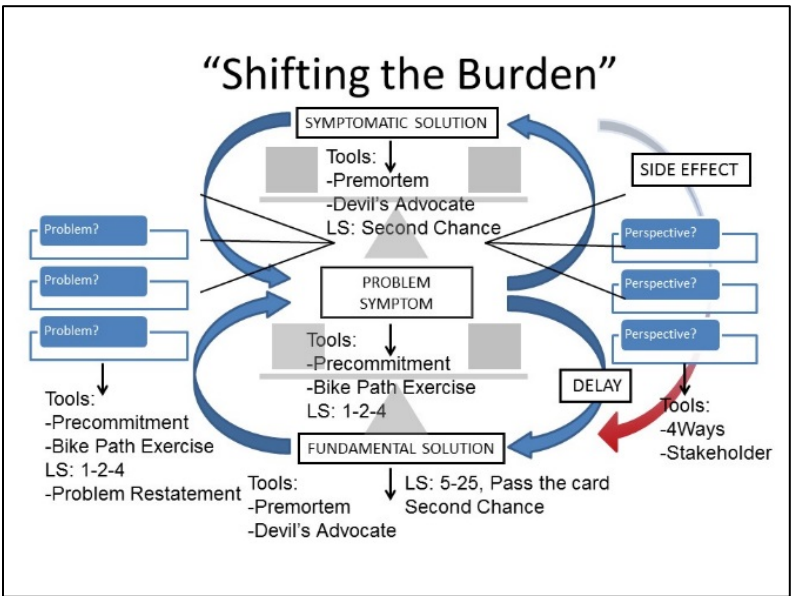 “Shifting the Burden”
SYMPTOMATIC SOLUTION
Tools:
-Premortem
-Devil’s Advocate
LS: Second Chance
SIDE EFFECT
Problem?
Problem?
Problem?
Perspective?
Perspective?
Perspective?
PROBLEM
SYMPTOM
Tools:
-Precommitment
-Bike Path Exercise
LS: 1-2-4
DELAY
Tools:
-Precommitment
-Bike Path Exercise
LS: 1-2-4
-Problem Restatement
Tools:
-4Ways
-Stakeholder
FUNDAMENTAL SOLUTION
Tools:
-Premortem
-Devil’s Advocate
LS: 5-25, Pass the card
Second Chance